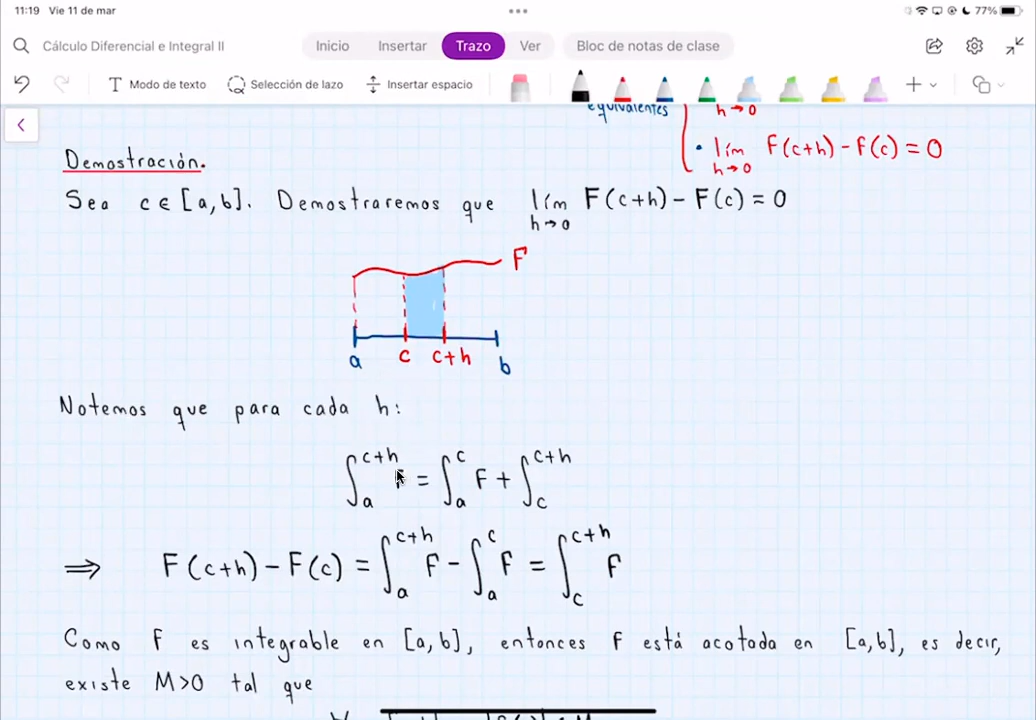 11:19 Vie 11 de mar
77%
Cálculo Diferencial e Integral II
Inicio Insertar Trazo Ver Bloc de notas de clase
Modo de texto Selección de lazo Insertar espacio
equivalentes
h→0
• lím F(c+h) - F(c) = 0
h→0
Demostración.
Sea c ∈ [a,b]. Demostraremos que lím F(c+h) - F(c) = 0
h→0
F
a c c+h b
Notemos que para cada h:
∫_a^{c+h} F = ∫_a^c F + ∫_c^{c+h}
⟹ F(c+h) - F(c) = ∫_a^{c+h} F - ∫_a^c F = ∫_c^{c+h} F
Como F es integrable en [a,b], entonces F está acotada en [a,b], es decir,
existe M>0 tal que